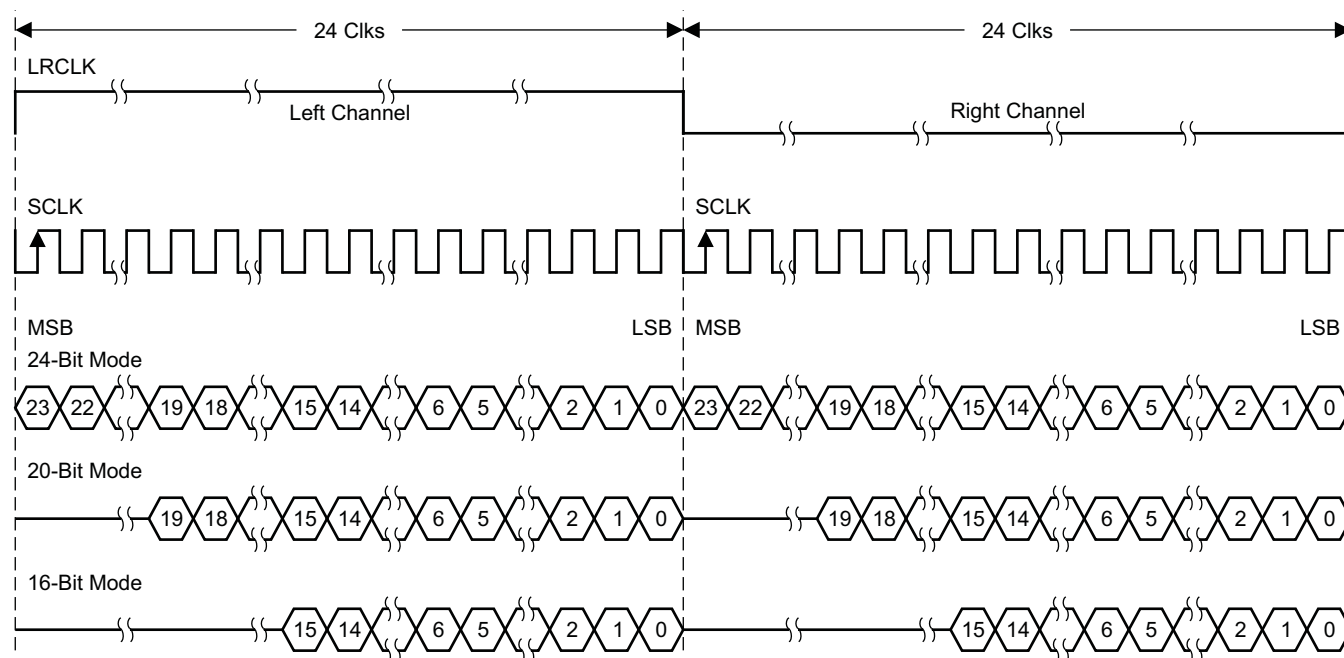 24 Clks 24 Clks
LRCLK
Left Channel Right Channel
SCLK SCLK
MSB LSB MSB LSB
24-Bit Mode
23 22 19 18 15 14 6 5 2 1 0 23 22 19 18 15 14 6 5 2 1 0
20-Bit Mode
19 18 15 14 6 5 2 1 0 19 18 15 14 6 5 2 1 0
16-Bit Mode
15 14 6 5 2 1 0 15 14 6 5 2 1 0